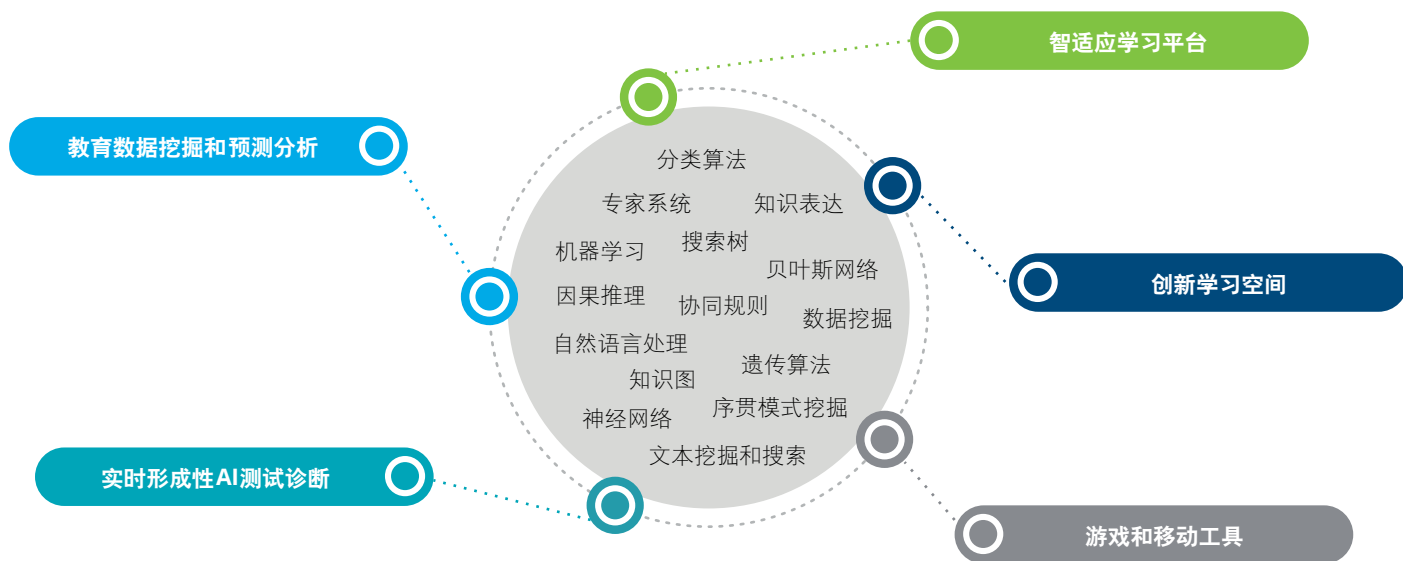 智适应学习平台
教育数据挖掘和预测分析
分类算法
专家系统
知识表达
搜索树
机器学习
贝叶斯网络
创新学习空间
因果推理
协同规则
数据挖掘
自然语言处理
遗传算法
知识图
序贯模式挖掘
神经网络
文本挖掘和搜索
实时形成性AI测试诊断
游戏和移动工具